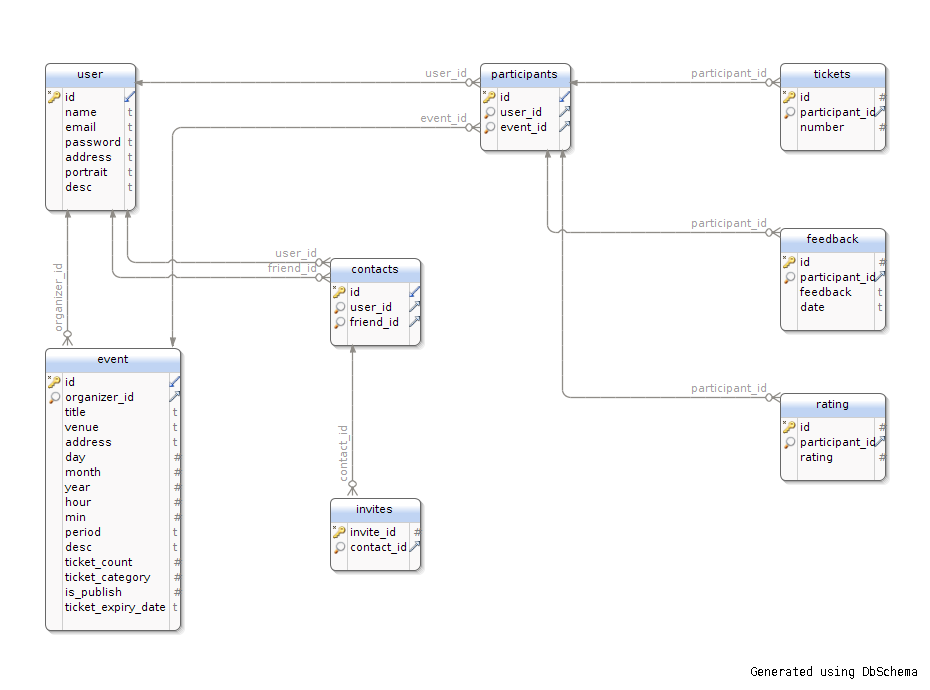 user
id
name
email
password
address
portrait
desc
user_id
event_id
participants
id
user_id
event_id
participant_id
tickets
id
participant_id
number
participant_id
feedback
id
participant_id
feedback
date
user_id
friend_id
contacts
id
user_id
friend_id
organizer_id
event
id
organizer_id
title
venue
address
day
month
year
hour
min
period
desc
ticket_count
ticket_category
is_publish
ticket_expiry_date
contact_id
invites
invite_id
contact_id
participant_id
rating
id
participant_id
rating
Generated using DbSchema